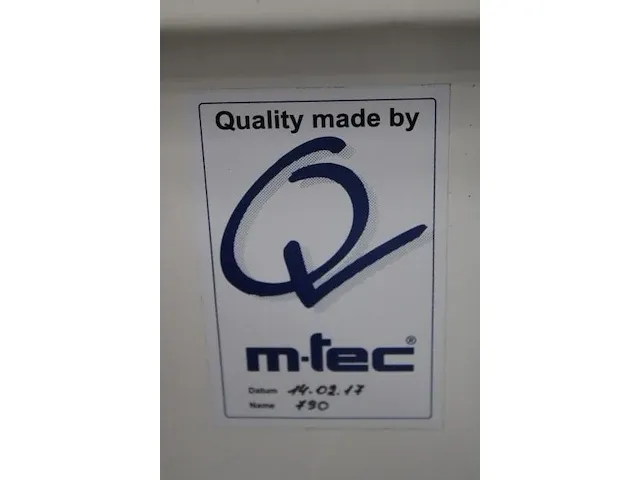 Quality made by
m-tec®
Datum 14.02.17
Name 790